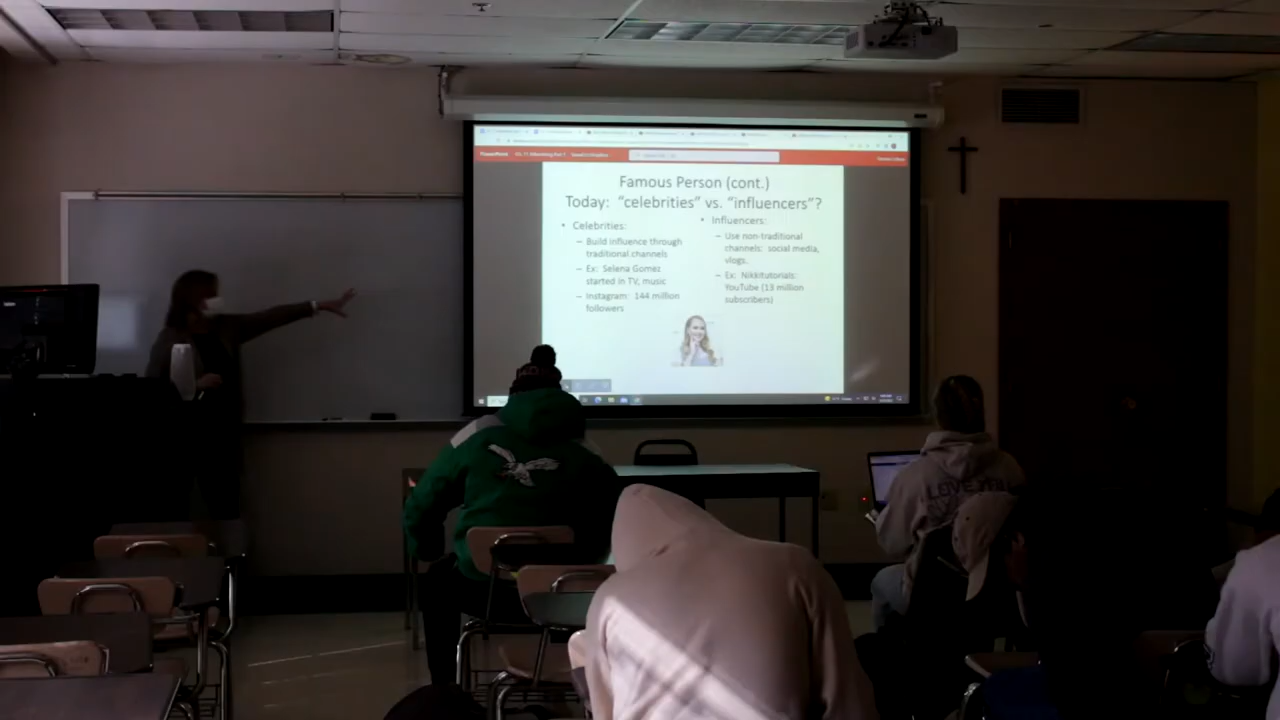 PowerPoint
Famous Person (cont.)
Today: "celebrities" vs. "influencers"?
• Celebrities:
– Build influence through
traditional channels
– Ex: Selena Gomez
started in TV, music
– Instagram: 144 million
followers
• Influencers:
– Use non-traditional
channels: social media,
vlogs.
– Ex: Nikkitutorials:
YouTube (13 million
subscribers)